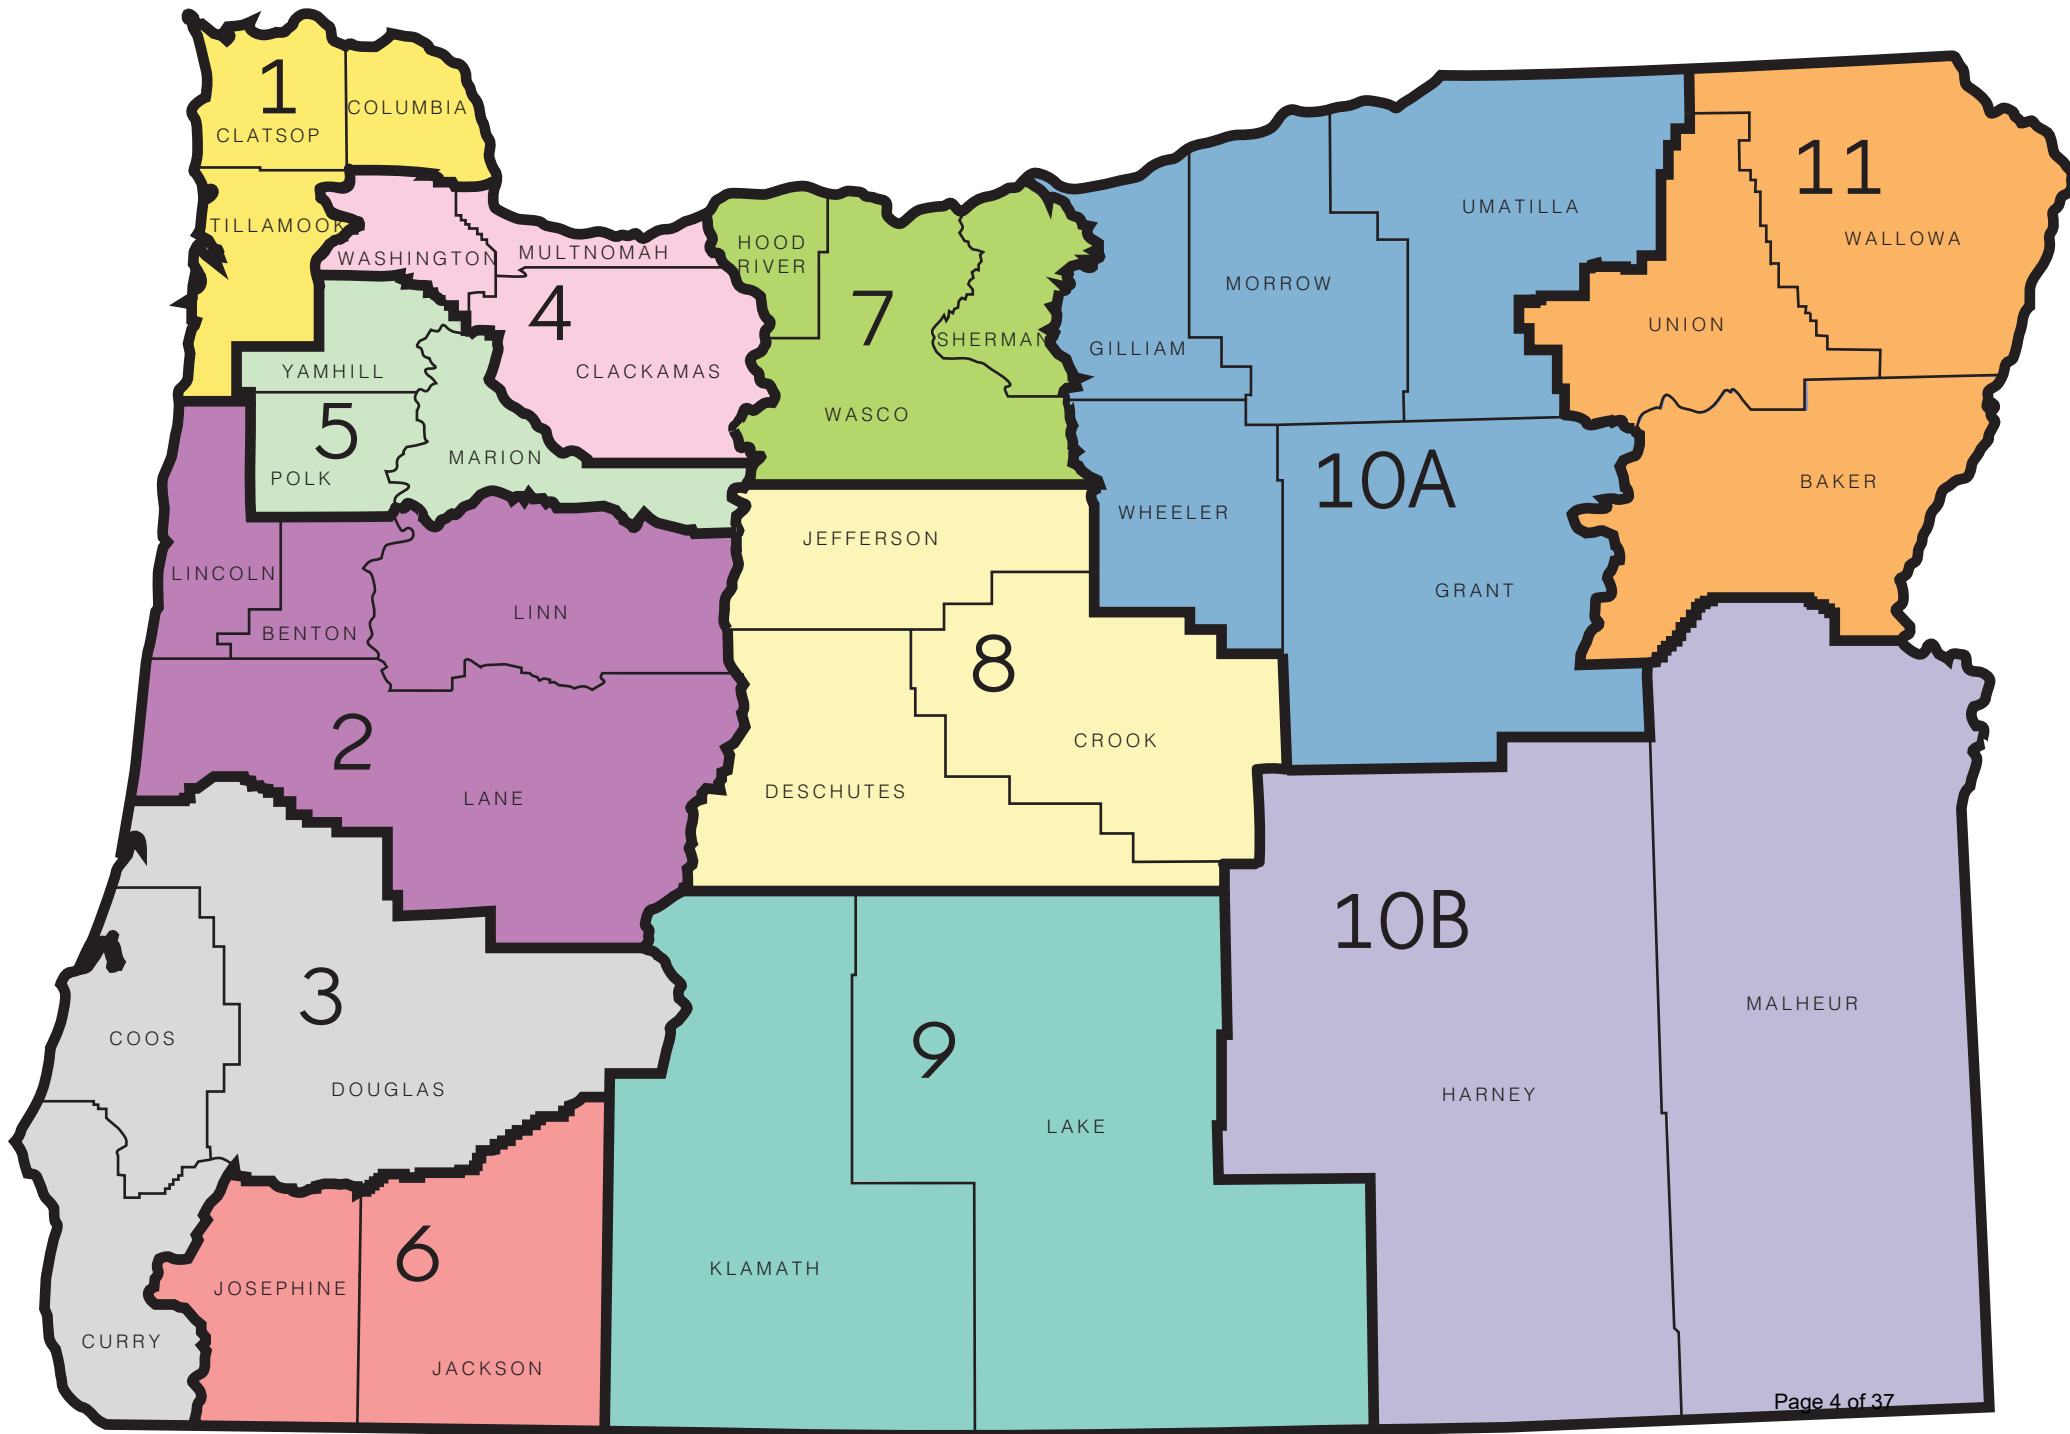 1
CLATSOP
COLUMBIA
TILLAMOOK
WASHINGTON
MULTNOMAH
4
CLACKAMAS
YAMHILL
5
POLK
MARION
HOOD
RIVER
7
SHERMAN
WASCO
GILLIAM
MORROW
UMATILLA
10A
WHEELER
GRANT
11
WALLOWA
UNION
BAKER
LINCOLN
BENTON
LINN
2
LANE
JEFFERSON
8
CROOK
DESCHUTES
3
COOS
DOUGLAS
CURRY
6
JOSEPHINE
JACKSON
9
LAKE
KLAMATH
10B
HARNEY
MALHEUR
Page 4 of 37